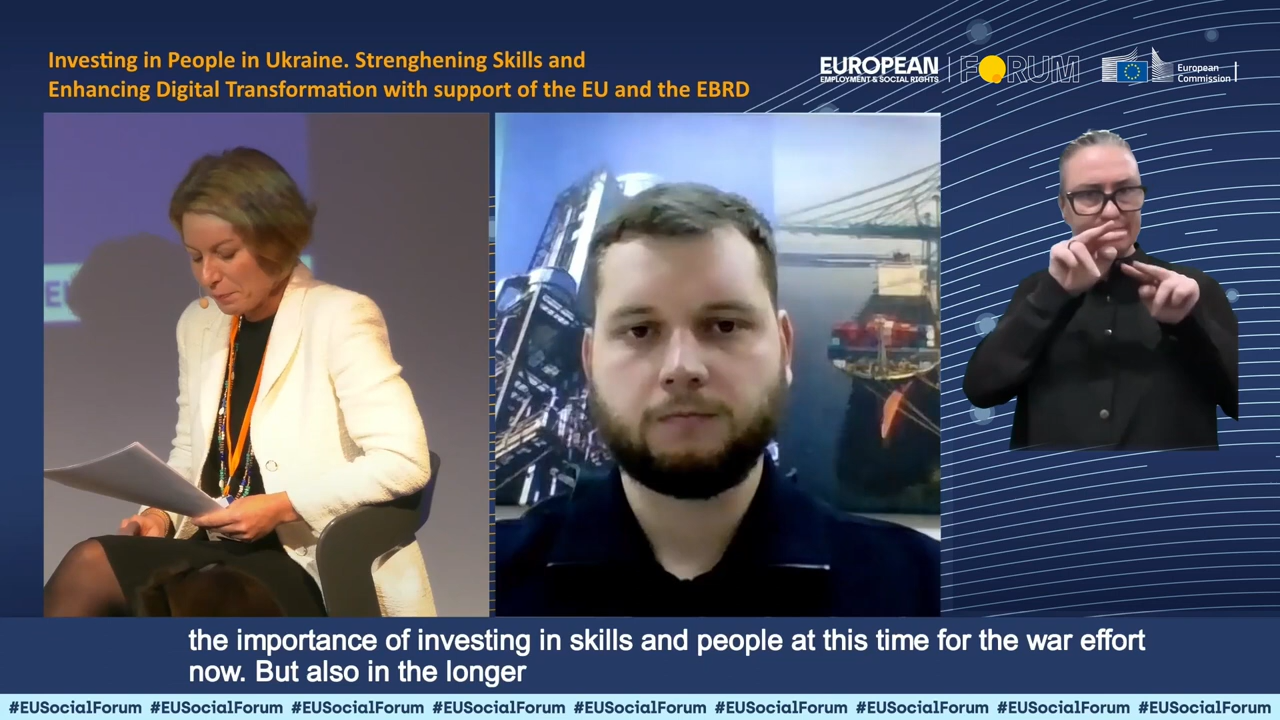 Investing in People in Ukraine. Strenghening Skills and
Enhancing Digital Transformation with support of the EU and the EBRD
EUROPEAN
EMPLOYMENT & SOCIAL RIGHTS
FORUM
European
Commission
EU
the importance of investing in skills and people at this time for the war effort
now. But also in the longer
#EUSocialForum #EUSocialForum #EUSocialForum #EUSocialForum #EUSocialForum #EUSocialForum #EUSocialForum #EUSocialForum #EUSocialForum